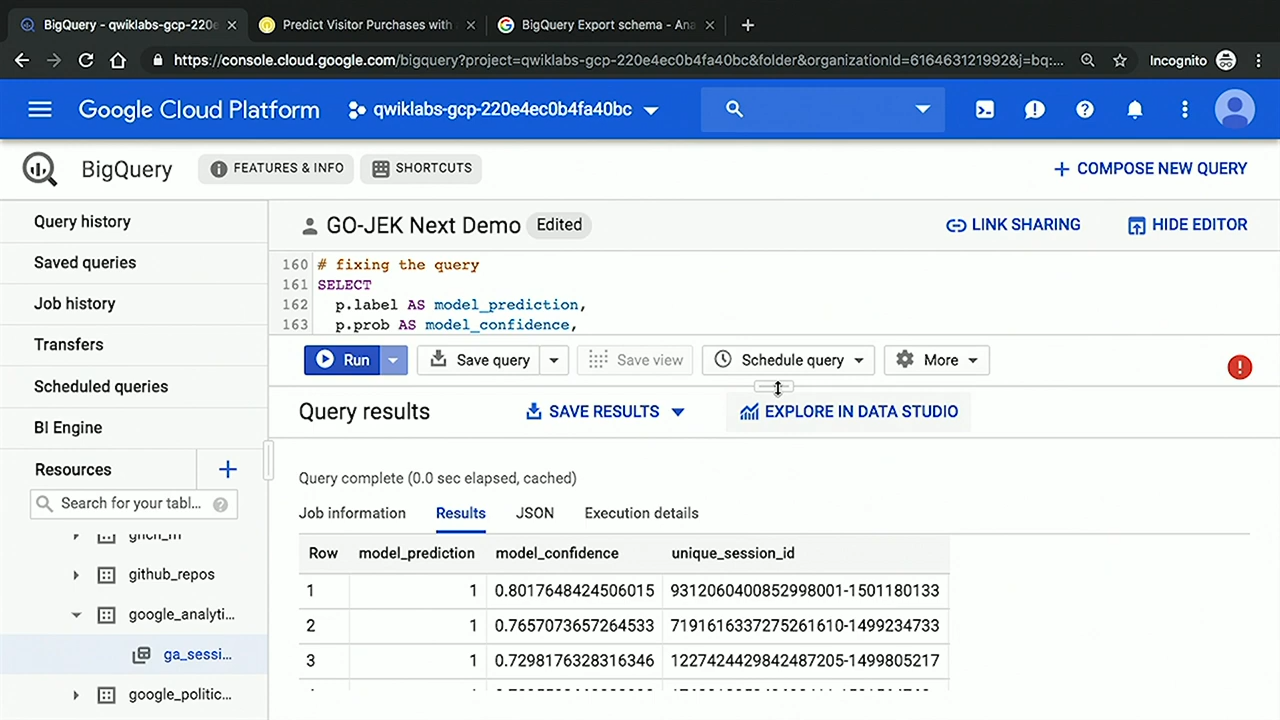 BigQuery - qwiklabs-gcp-220e
Predict Visitor Purchases with
BigQuery Export schema - Ana
https://console.cloud.google.com/bigquery?project=qwiklabs-gcp-220e4ec0b4fa40bc&folder&organizationId=616463121992&j=bq:...
Incognito
Google Cloud Platform
qwiklabs-gcp-220e4ec0b4fa40bc
BigQuery
FEATURES & INFO
SHORTCUTS
+ COMPOSE NEW QUERY
Query history
Saved queries
Job history
Transfers
Scheduled queries
BI Engine
Resources
Search for your tabl...
github_repos
google_analyti...
ga_sessi...
google_politic...
GO-JEK Next Demo
Edited
LINK SHARING
HIDE EDITOR
160 # fixing the query
161 SELECT
162 p.label AS model_prediction,
163 p.prob AS model_confidence,
Run
Save query
Save view
Schedule query
More
Query results
SAVE RESULTS
EXPLORE IN DATA STUDIO
Query complete (0.0 sec elapsed, cached)
Job information Results JSON Execution details
Row model_prediction model_confidence unique_session_id
1 1 0.8017648424506015 9312060400852998001-1501180133
2 1 0.7657073657264533 7191616337275261610-1499234733
3 1 0.7298176328316346 1227424429842487205-1499805217